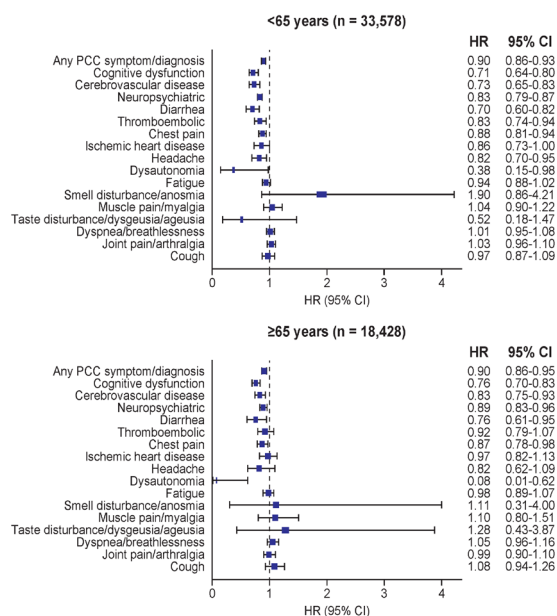 <65 years (n = 33,578)
HR 95% CI
Any PCC symptom/diagnosis 0.90 0.86-0.93
Cognitive dysfunction 0.71 0.64-0.80
Cerebrovascular disease 0.73 0.65-0.83
Neuropsychiatric 0.83 0.79-0.87
Diarrhea 0.70 0.60-0.82
Thromboembolic 0.83 0.74-0.94
Chest pain 0.88 0.81-0.94
Ischemic heart disease 0.86 0.73-1.00
Headache 0.82 0.70-0.95
Dysautonomia 0.38 0.15-0.98
Fatigue 0.94 0.88-1.02
Smell disturbance/anosmia 1.90 0.86-4.21
Muscle pain/myalgia 1.04 0.90-1.22
Taste disturbance/dysgeusia/ageusia 0.52 0.18-1.47
Dyspnea/breathlessness 1.01 0.95-1.08
Joint pain/arthralgia 1.03 0.96-1.10
Cough 0.97 0.87-1.09
0 1 2 3 4
HR (95% CI)
≥65 years (n = 18,428)
HR 95% CI
Any PCC symptom/diagnosis 0.90 0.86-0.95
Cognitive dysfunction 0.76 0.70-0.83
Cerebrovascular disease 0.83 0.75-0.93
Neuropsychiatric 0.89 0.83-0.96
Diarrhea 0.76 0.61-0.95
Thromboembolic 0.92 0.79-1.07
Chest pain 0.87 0.78-0.98
Ischemic heart disease 0.97 0.82-1.13
Headache 0.82 0.62-1.09
Dysautonomia 0.08 0.01-0.62
Fatigue 0.98 0.89-1.07
Smell disturbance/anosmia 1.11 0.31-4.00
Muscle pain/myalgia 1.10 0.80-1.51
Taste disturbance/dysgeusia/ageusia 1.28 0.43-3.87
Dyspnea/breathlessness 1.05 0.96-1.16
Joint pain/arthralgia 0.99 0.90-1.10
Cough 1.08 0.94-1.26
0 1 2 3 4
HR (95% CI)